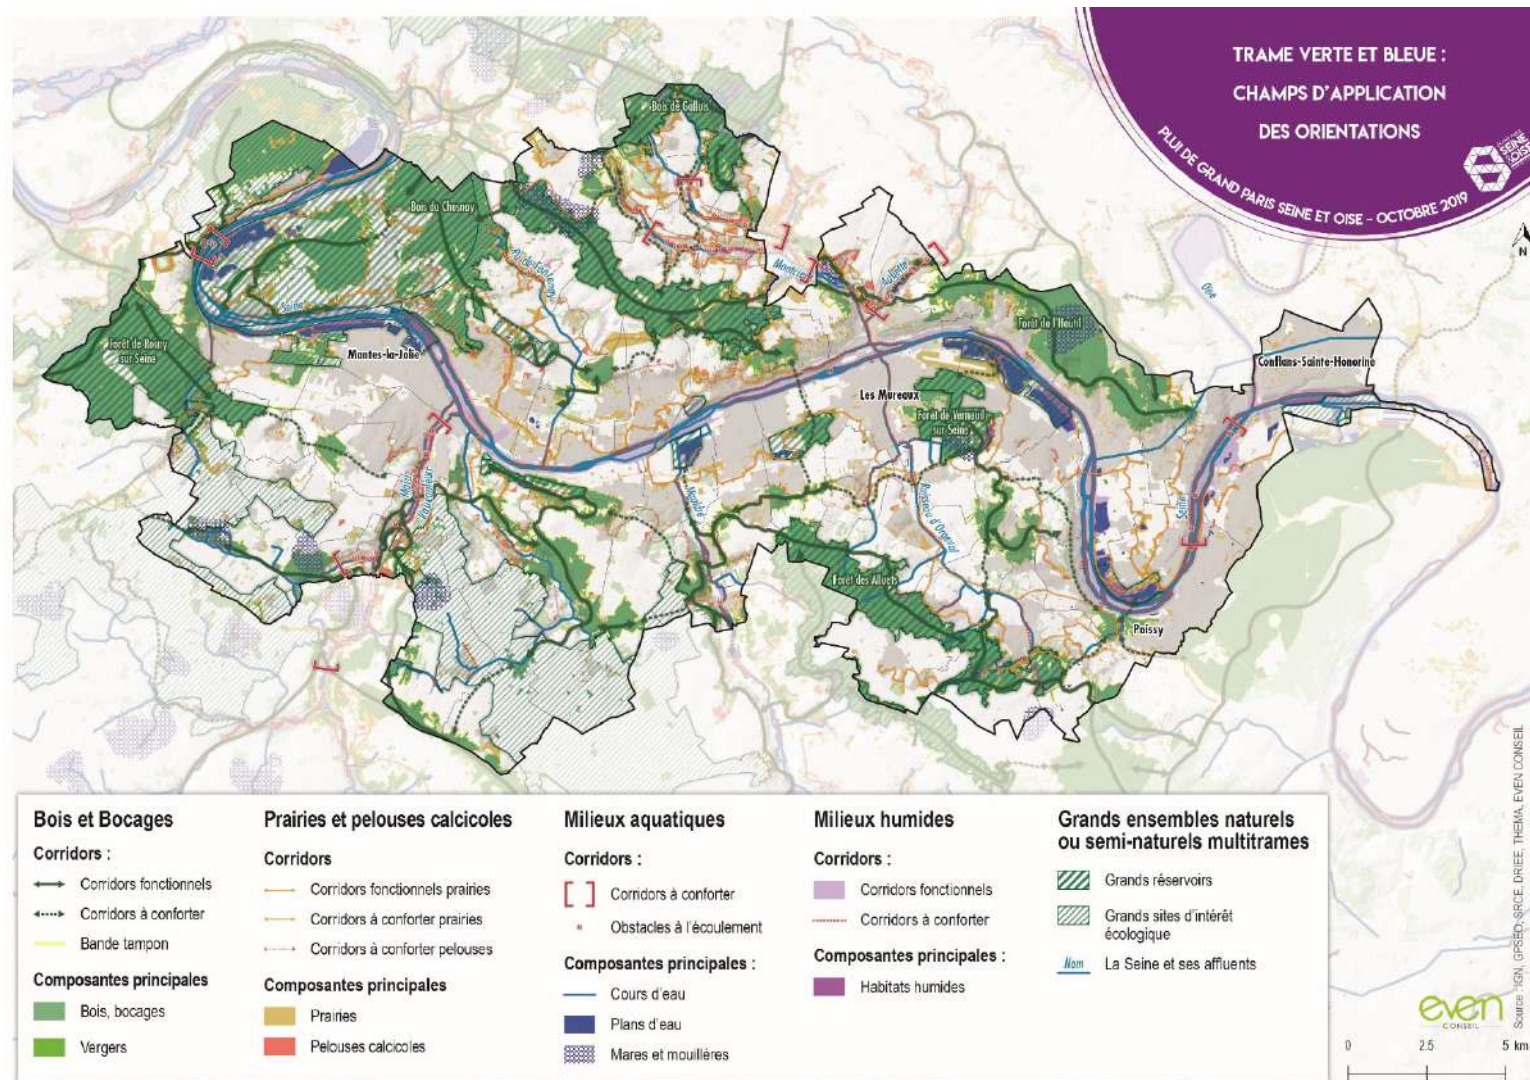 TRAME VERTE ET BLEUE :
CHAMPS D'APPLICATION
DES ORIENTATIONS
PLUI DE GRAND PARIS SEINE ET OISE - OCTOBRE 2019
SEINE
& OISE
N
Bois de Galluis
Bois du Chesnay
Ru de Fontenay
Montcient
Aubette
Oise
Forêt de l'Hautil
Forêt de Rosny
sur Seine
Seine
Mantes-la-Jolie
Conflans-Sainte-Honorine
Les Mureaux
Forêt de Verneuil
sur Seine
Vaucouleur
Mauldre
Ruisseau d'Orgeval
Seine
Forêt des Alluets
Poissy
Bois et Bocages
Corridors :
Corridors fonctionnels
Corridors à conforter
Bande tampon
Composantes principales
Bois, bocages
Vergers
Prairies et pelouses calcicoles
Corridors
Corridors fonctionnels prairies
Corridors à conforter prairies
Corridors à conforter pelouses
Composantes principales
Prairies
Pelouses calcicoles
Milieux aquatiques
Corridors :
Corridors à conforter
Obstacles à l'écoulement
Composantes principales :
Cours d'eau
Plans d'eau
Mares et mouillères
Milieux humides
Corridors :
Corridors fonctionnels
Corridors à conforter
Composantes principales :
Habitats humides
Grands ensembles naturels
ou semi-naturels multitrames
Grands réservoirs
Grands sites d'intérêt
écologique
Nom La Seine et ses affluents
even
CONSEIL
0 2.5 5 km
Source : IGN, GPSEO, SRCE, DRIEE, THEMA, EVEN CONSEIL